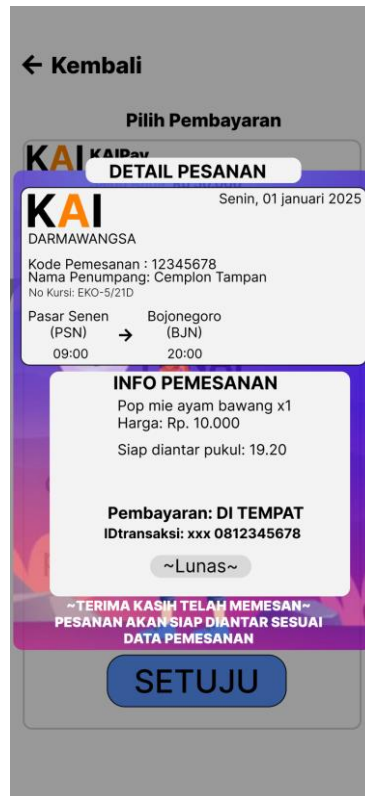 ← Kembali
Pilih Pembayaran
KAI KAIPay
DETAIL PESANAN
KAI
Senin, 01 januari 2025
DARMAWANGSA
Kode Pemesanan : 12345678
Nama Penumpang: Cemplon Tampan
No Kursi: EKO-5/21D
Pasar Senen → Bojonegoro
(PSN) (BJN)
09:00 20:00
INFO PEMESANAN
Pop mie ayam bawang x1
Harga: Rp. 10.000
Siap diantar pukul: 19.20
Pembayaran: DI TEMPAT
IDtransaksi: xxx 0812345678
~Lunas~
~TERIMA KASIH TELAH MEMESAN~
PESANAN AKAN SIAP DIANTAR SESUAI
DATA PEMESANAN
SETUJU